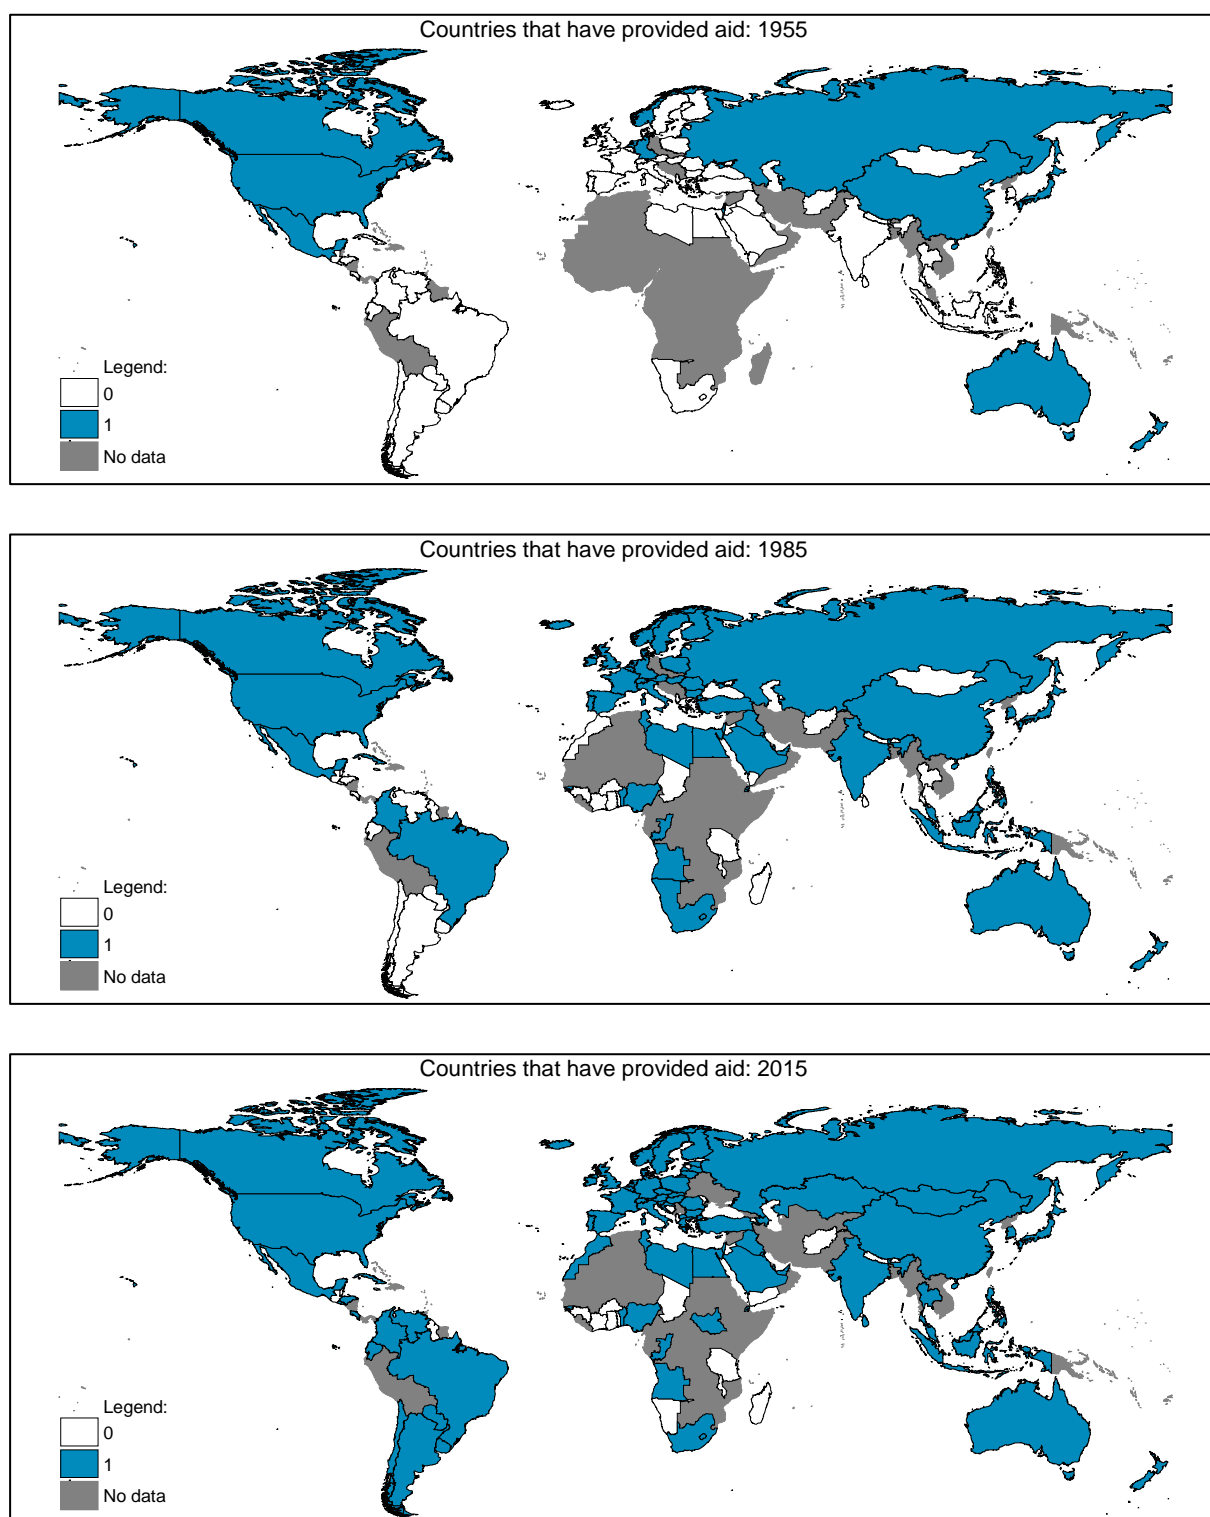 Countries that have provided aid: 1955
Legend:
0
1
No data
Countries that have provided aid: 1985
Legend:
0
1
No data
Countries that have provided aid: 2015
Legend:
0
1
No data